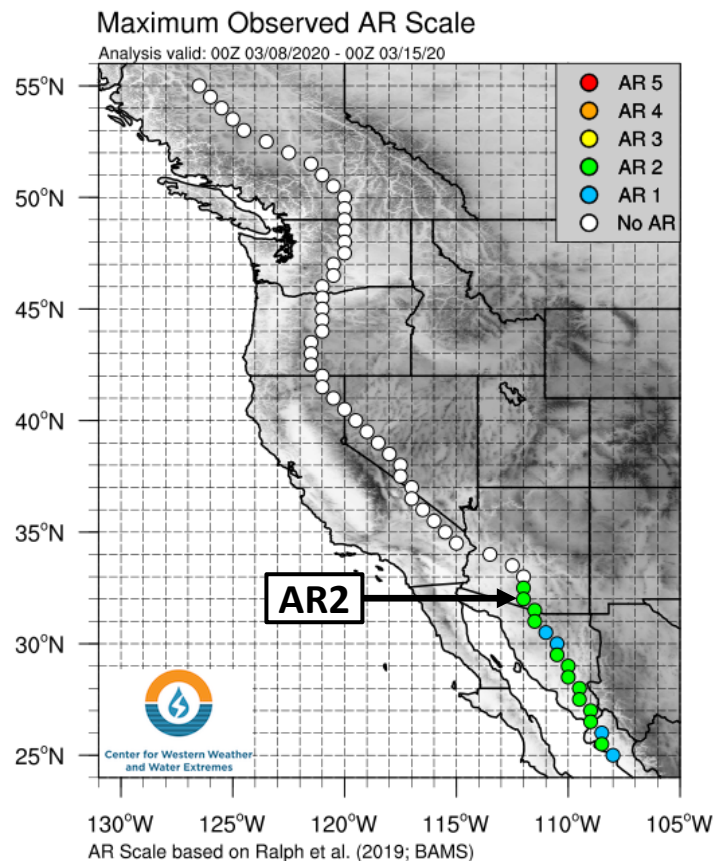 Maximum Observed AR Scale
Analysis valid: 00Z 03/08/2020 - 00Z 03/15/20
55°N
50°N
45°N
40°N
35°N
30°N
25°N
AR 5
AR 4
AR 3
AR 2
AR 1
No AR
AR2
Center for Western Weather
and Water Extremes
130°W 125°W 120°W 115°W 110°W 105°W
AR Scale based on Ralph et al. (2019; BAMS)